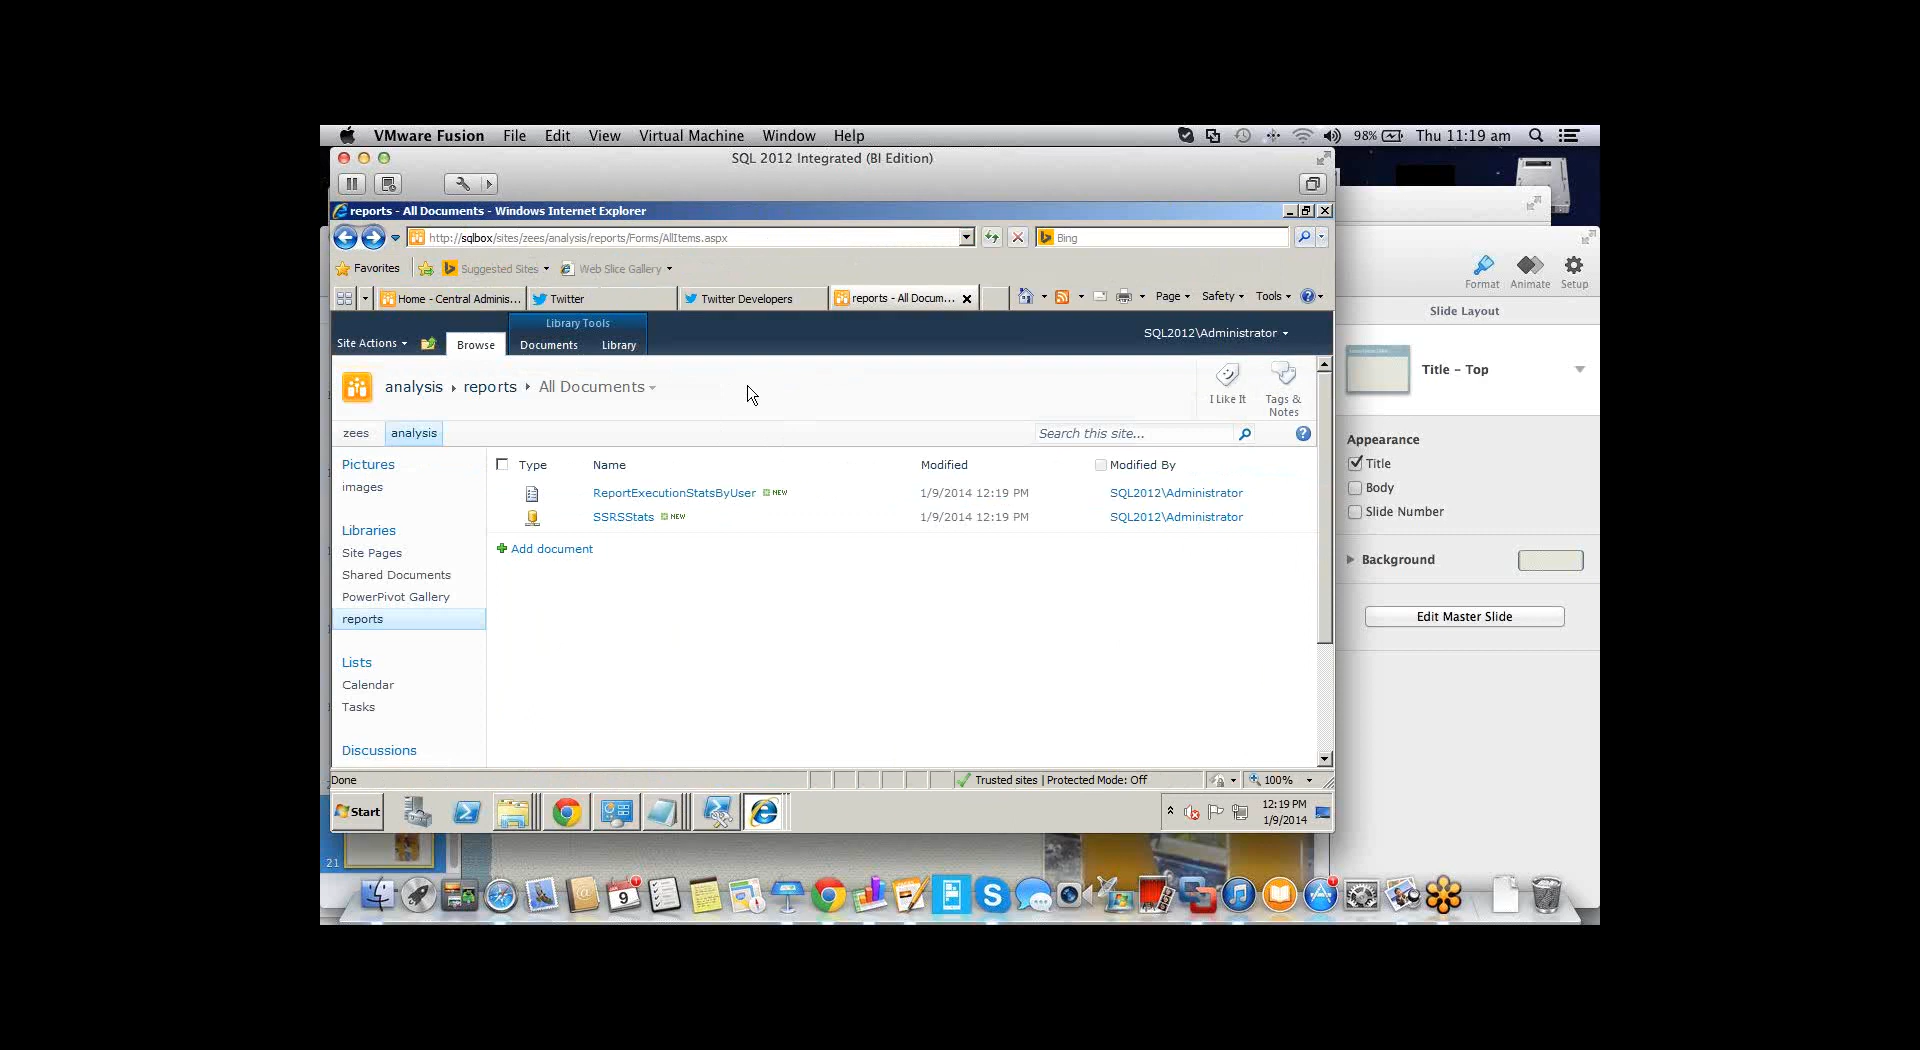 VMware Fusion File Edit View Virtual Machine Window Help 98% Thu 11:19 am
SQL 2012 Integrated (BI Edition)
reports - All Documents - Windows Internet Explorer
http://sqlbox/sites/zees/analysis/reports/Forms/AllItems.aspx
Bing
Favorites Suggested Sites Web Slice Gallery
Home - Central Adminis... Twitter Twitter Developers reports - All Docum... Page Safety Tools
Library Tools
Site Actions Browse Documents Library SQL2012\Administrator
analysis reports All Documents
I Like It Tags & Notes
zees analysis Search this site...
Pictures
images
Libraries
Site Pages
Shared Documents
PowerPivot Gallery
reports
Lists
Calendar
Tasks
Discussions
Type Name Modified Modified By
ReportExecutionStatsByUser NEW 1/9/2014 12:19 PM SQL2012\Administrator
SSRSStats NEW 1/9/2014 12:19 PM SQL2012\Administrator
Add document
Done Trusted sites | Protected Mode: Off 100%
Start
12:19 PM
1/9/2014
Format Animate Setup
Slide Layout
Title - Top
Appearance
Title
Body
Slide Number
Background
Edit Master Slide
21
9